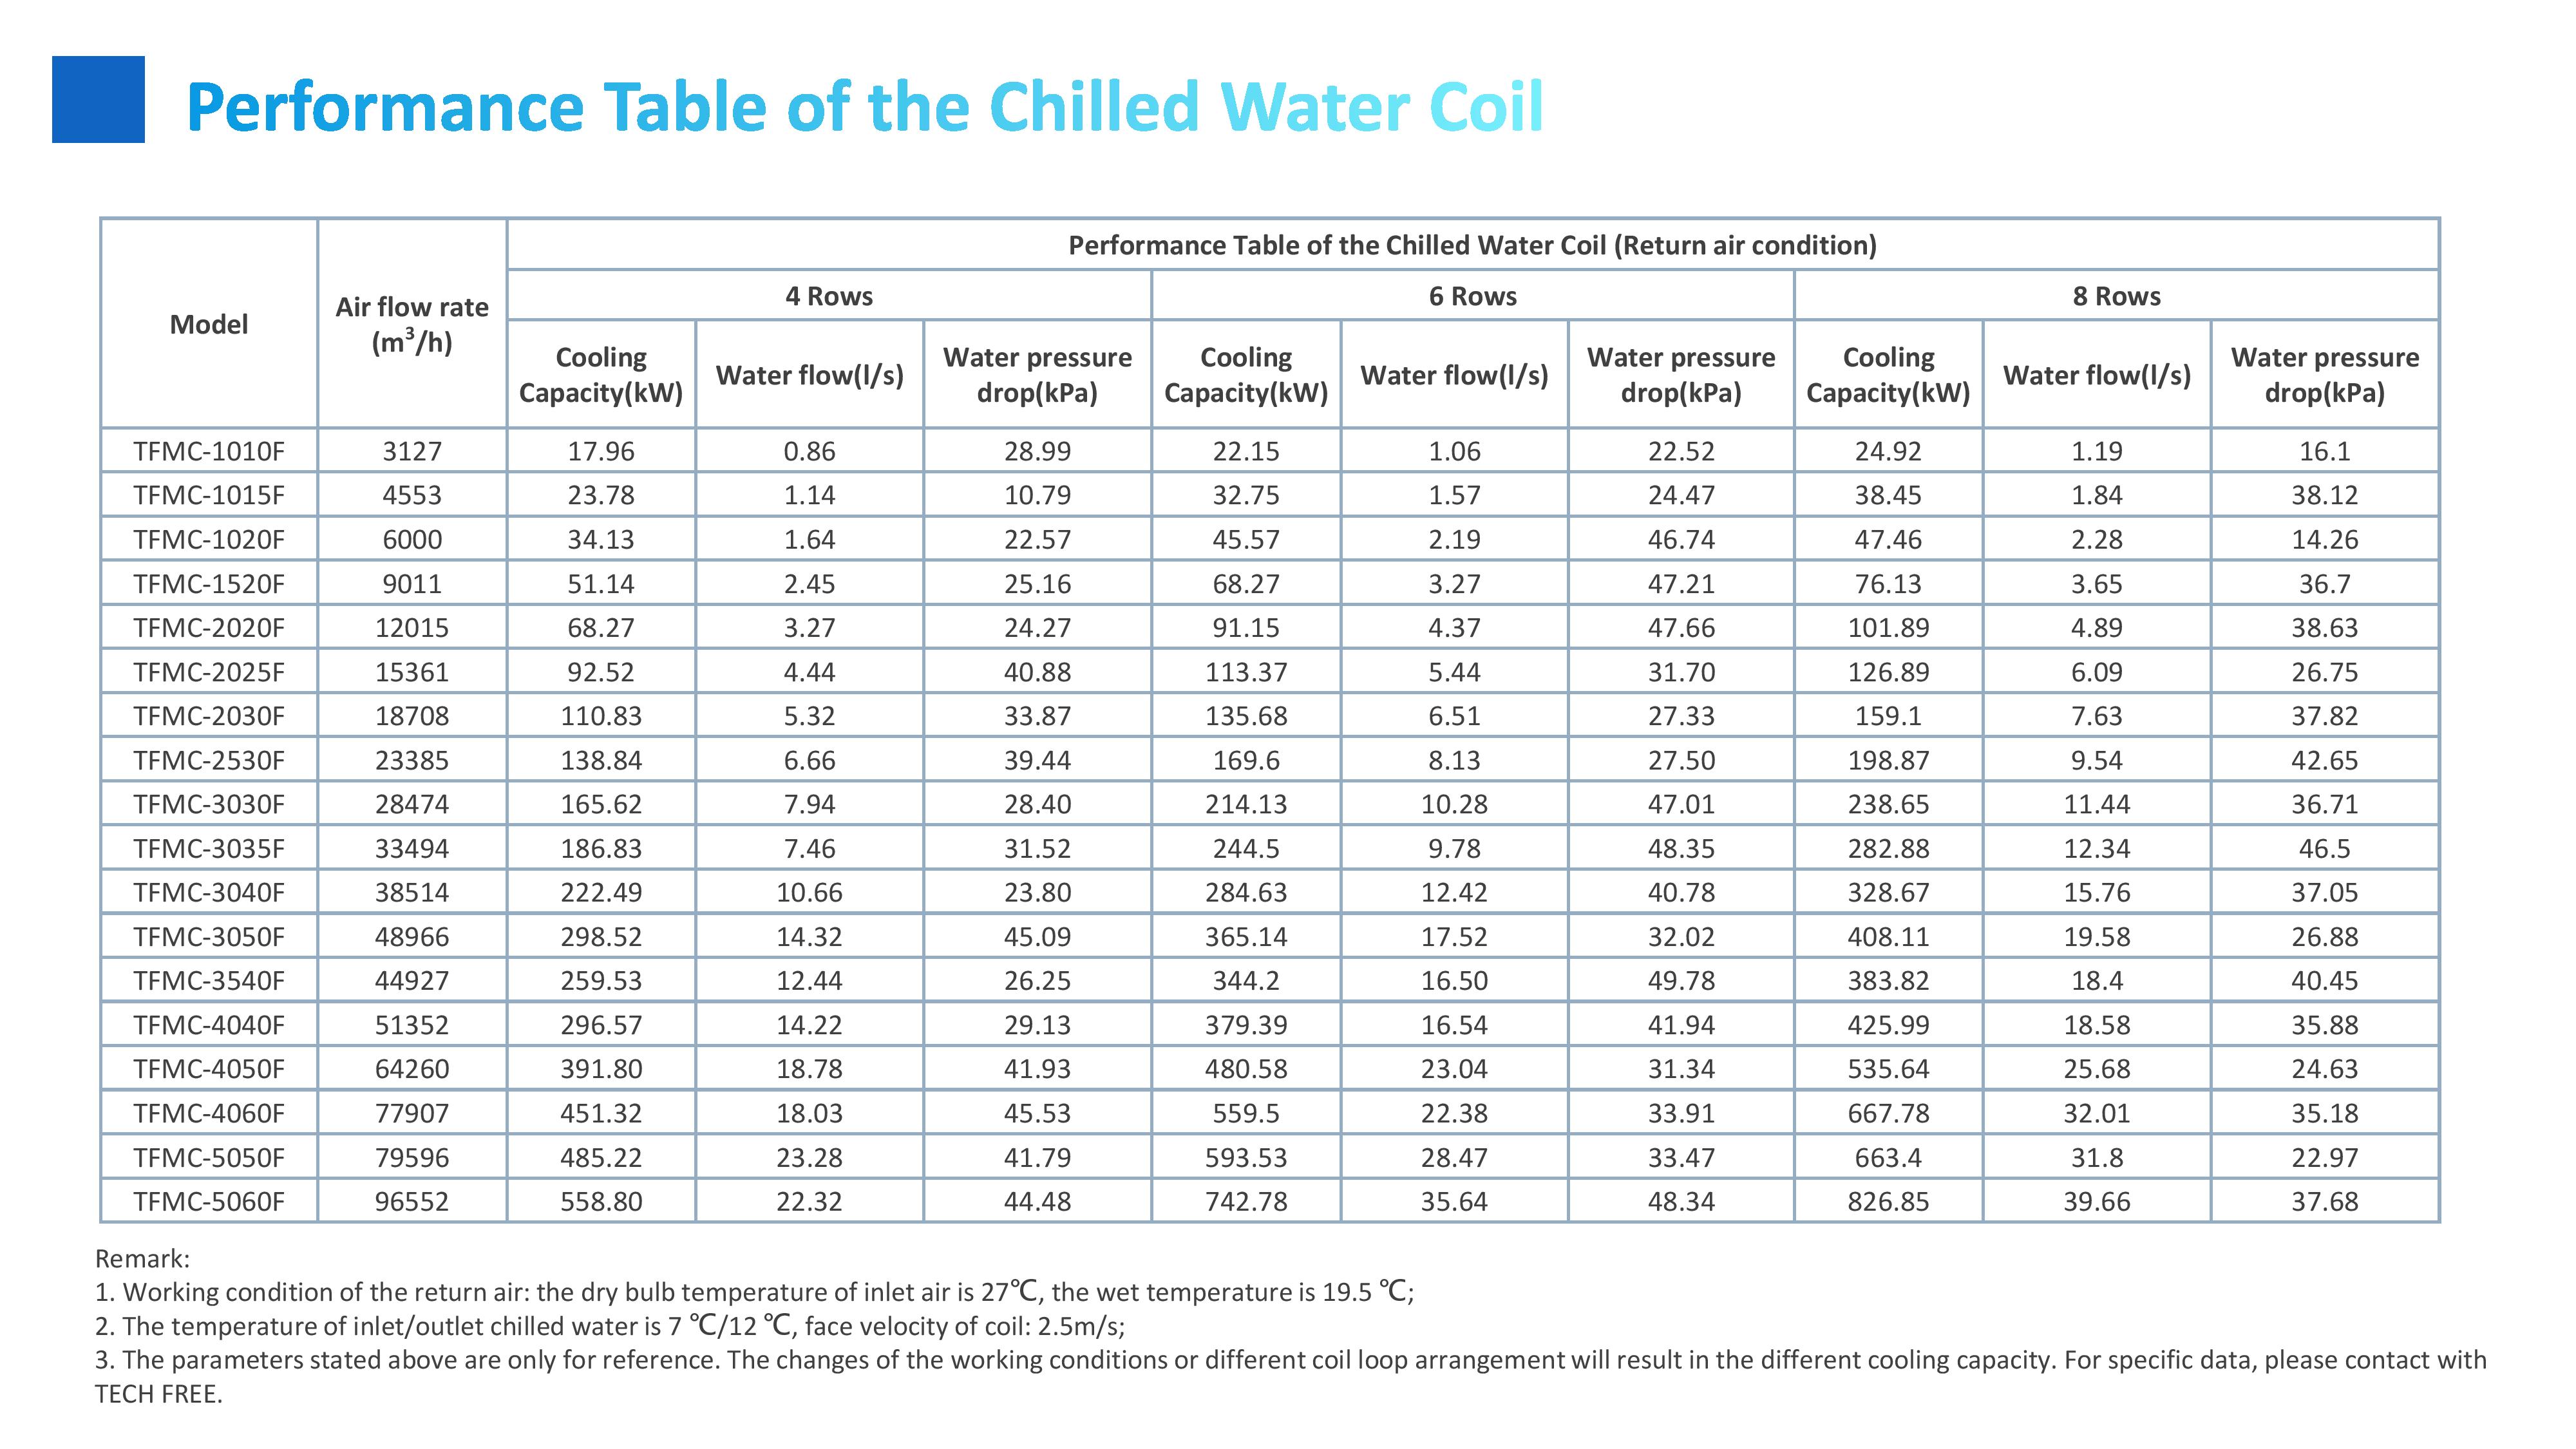 Performance Table of the Chilled Water Coil
Model Air flow rate (m³/h) Performance Table of the Chilled Water Coil (Return air condition)
4 Rows 6 Rows 8 Rows
Cooling Capacity(kW) Water flow(l/s) Water pressure drop(kPa) Cooling Capacity(kW) Water flow(l/s) Water pressure drop(kPa) Cooling Capacity(kW) Water flow(l/s) Water pressure drop(kPa)
TFMC-1010F 3127 17.96 0.86 28.99 22.15 1.06 22.52 24.92 1.19 16.1
TFMC-1015F 4553 23.78 1.14 10.79 32.75 1.57 24.47 38.45 1.84 38.12
TFMC-1020F 6000 34.13 1.64 22.57 45.57 2.19 46.74 47.46 2.28 14.26
TFMC-1520F 9011 51.14 2.45 25.16 68.27 3.27 47.21 76.13 3.65 36.7
TFMC-2020F 12015 68.27 3.27 24.27 91.15 4.37 47.66 101.89 4.89 38.63
TFMC-2025F 15361 92.52 4.44 40.88 113.37 5.44 31.70 126.89 6.09 26.75
TFMC-2030F 18708 110.83 5.32 33.87 135.68 6.51 27.33 159.1 7.63 37.82
TFMC-2530F 23385 138.84 6.66 39.44 169.6 8.13 27.50 198.87 9.54 42.65
TFMC-3030F 28474 165.62 7.94 28.40 214.13 10.28 47.01 238.65 11.44 36.71
TFMC-3035F 33494 186.83 7.46 31.52 244.5 9.78 48.35 282.88 12.34 46.5
TFMC-3040F 38514 222.49 10.66 23.80 284.63 12.42 40.78 328.67 15.76 37.05
TFMC-3050F 48966 298.52 14.32 45.09 365.14 17.52 32.02 408.11 19.58 26.88
TFMC-3540F 44927 259.53 12.44 26.25 344.2 16.50 49.78 383.82 18.4 40.45
TFMC-4040F 51352 296.57 14.22 29.13 379.39 16.54 41.94 425.99 18.58 35.88
TFMC-4050F 64260 391.80 18.78 41.93 480.58 23.04 31.34 535.64 25.68 24.63
TFMC-4060F 77907 451.32 18.03 45.53 559.5 22.38 33.91 667.78 32.01 35.18
TFMC-5050F 79596 485.22 23.28 41.79 593.53 28.47 33.47 663.4 31.8 22.97
TFMC-5060F 96552 558.80 22.32 44.48 742.78 35.64 48.34 826.85 39.66 37.68
Remark:
1. Working condition of the return air: the dry bulb temperature of inlet air is 27℃, the wet temperature is 19.5 ℃;
2. The temperature of inlet/outlet chilled water is 7 ℃/12 ℃, face velocity of coil: 2.5m/s;
3. The parameters stated above are only for reference. The changes of the working conditions or different coil loop arrangement will result in the different cooling capacity. For specific data, please contact with
TECH FREE.